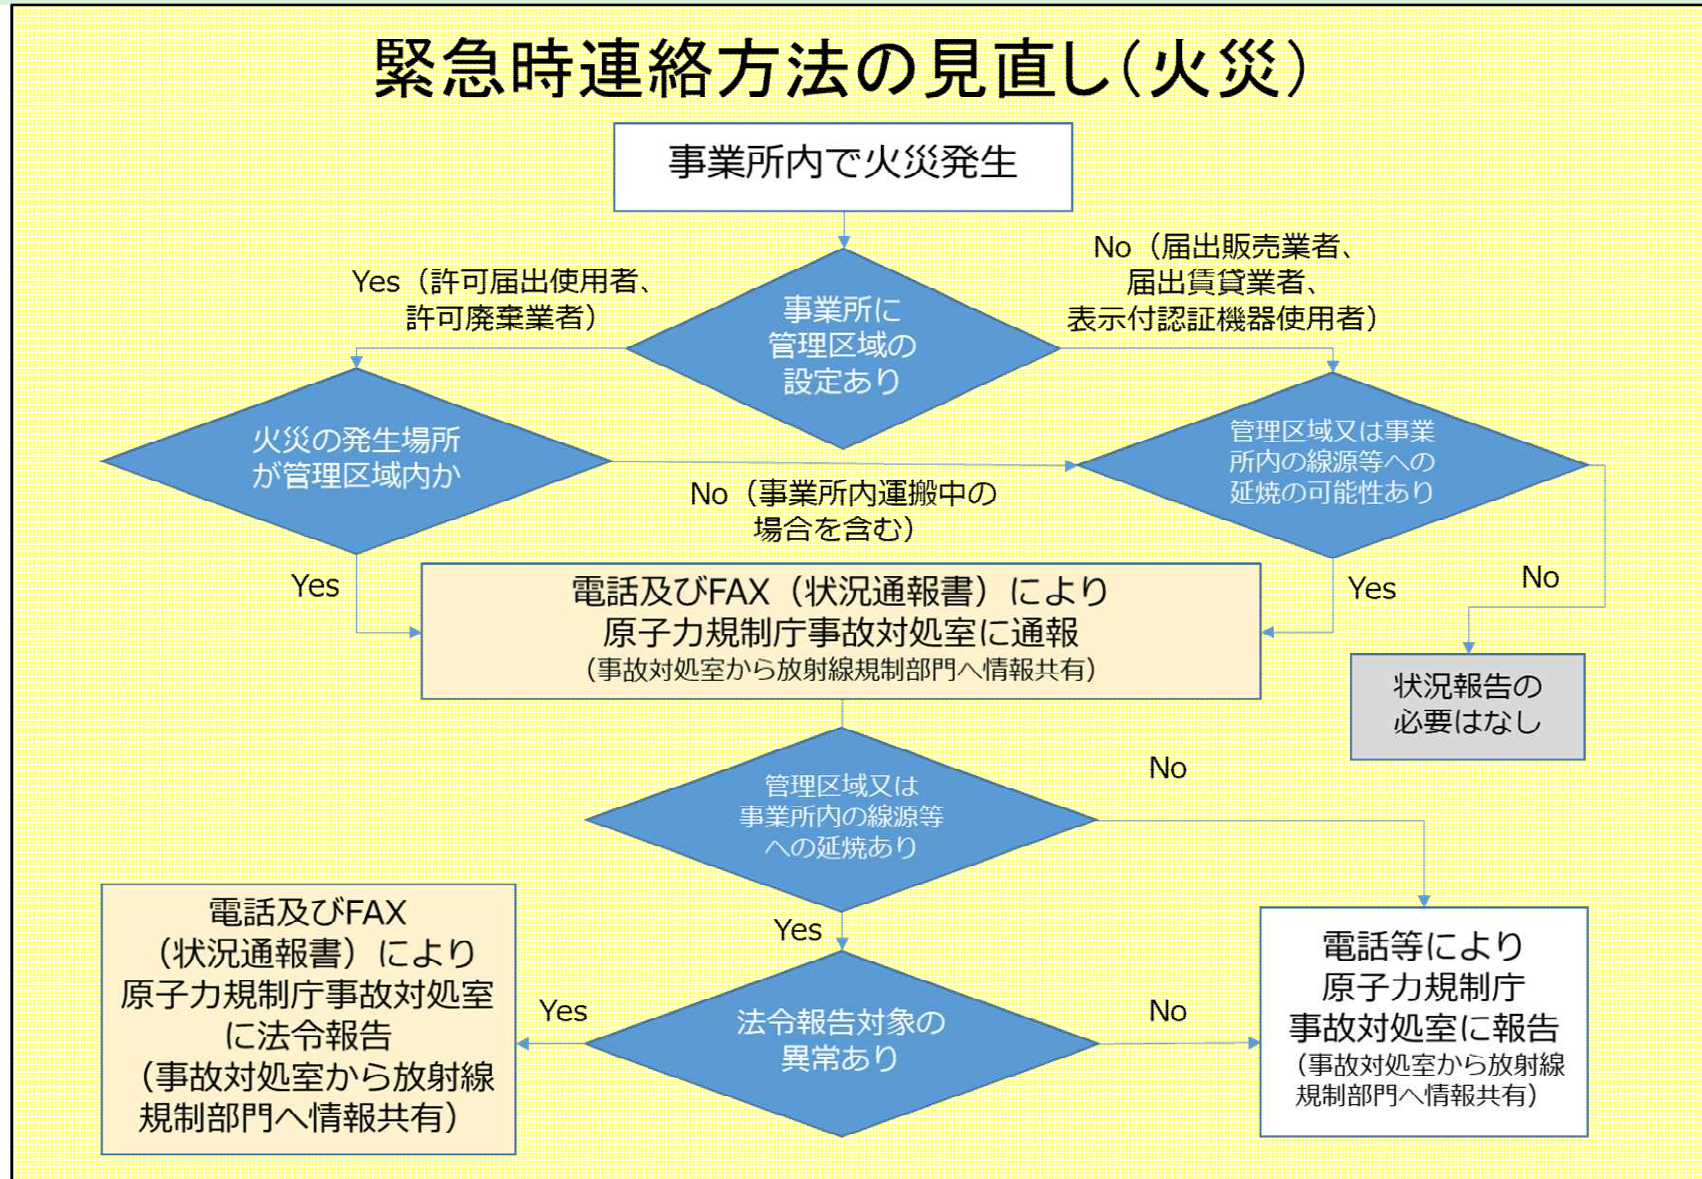 緊急時連絡方法の見直し（火災）
事業所内で火災発生
Yes（許可届出使用者、
許可廃棄業者）
No（届出販売業者、
届出賃貸業者、
表示付認証機器使用者）
事業所に
管理区域の
設定あり
火災の発生場所
が管理区域内か
管理区域又は事業
所内の線源等への
延焼の可能性あり
No（事業所内運搬中の
場合を含む）
Yes
電話及びFAX（状況通報書）により
原子力規制庁事故対処室に通報
（事故対処室から放射線規制部門へ情報共有）
Yes
No
状況報告の
必要はなし
管理区域又は
事業所内の線源等
への延焼あり
No
Yes
電話及びFAX
（状況通報書）により
原子力規制庁事故対処室
に法令報告
（事故対処室から放射線
規制部門へ情報共有）
Yes
法令報告対象の
異常あり
No
電話等により
原子力規制庁
事故対処室に報告
（事故対処室から放射線
規制部門へ情報共有）